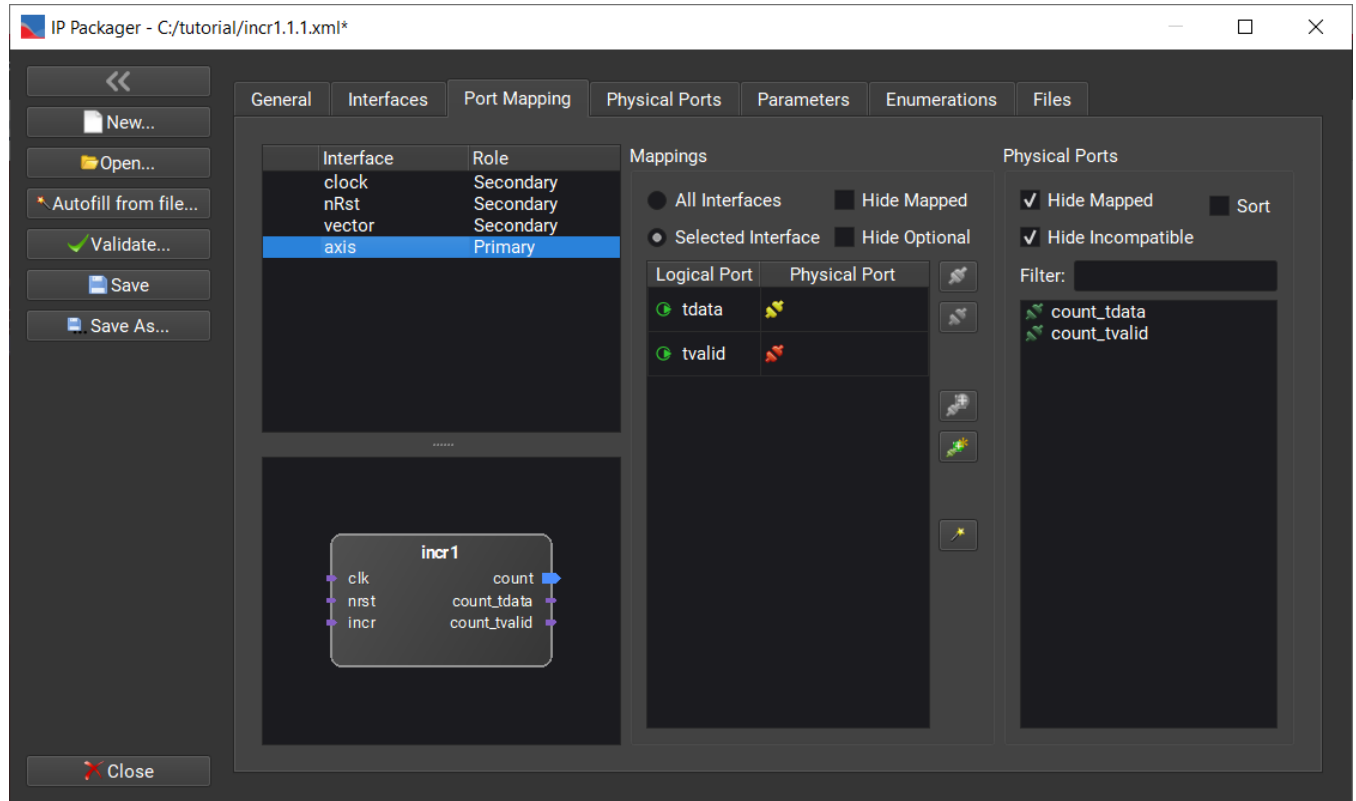 IP Packager - C:/tutorial/incr1.1.1.xml*
New...
Open...
Autofill from file...
Validate...
Save
Save As...
Close
General Interfaces Port Mapping Physical Ports Parameters Enumerations Files
Interface Role
clock Secondary
nRst Secondary
vector Secondary
axis Primary
incr1
clk count
nrst count_tdata
incr count_tvalid
Mappings
All Interfaces Hide Mapped
Selected Interface Hide Optional
Logical Port Physical Port
tdata
tvalid
Physical Ports
Hide Mapped Sort
Hide Incompatible
Filter:
count_tdata
count_tvalid